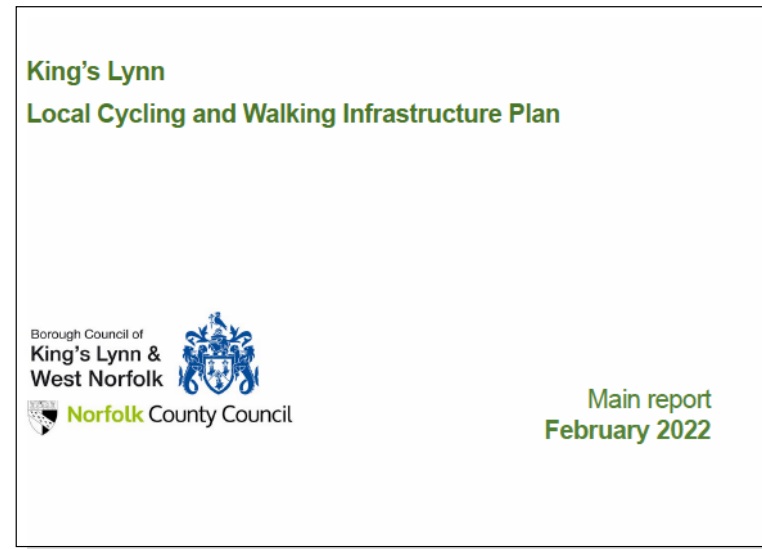 King's Lynn
Local Cycling and Walking Infrastructure Plan
Borough Council of
King's Lynn &
West Norfolk
Norfolk County Council
Main report
February 2022